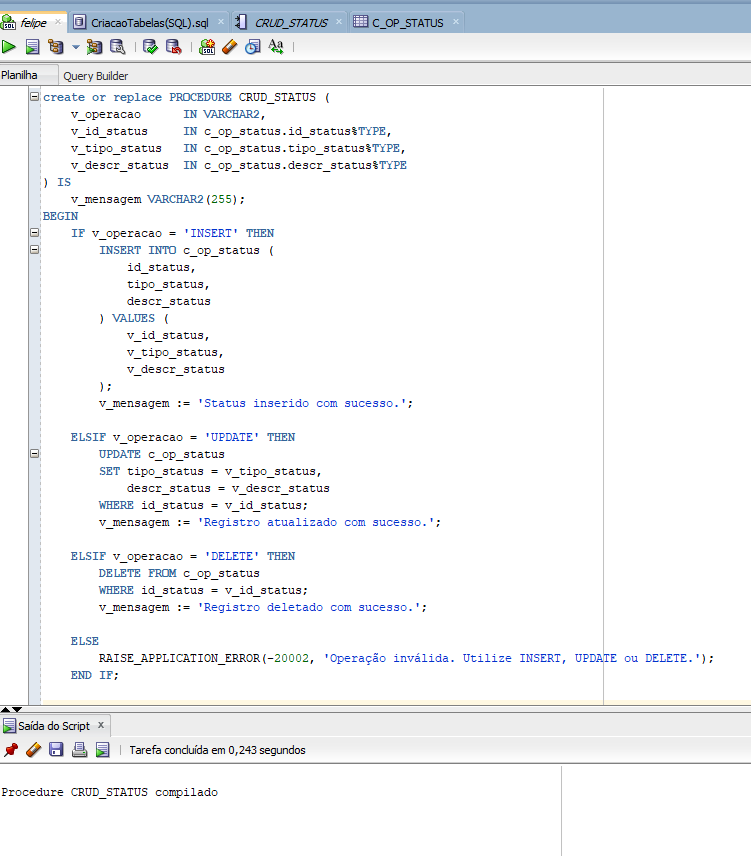 felipe CriacaoTabelas(SQL).sql CRUD_STATUS C_OP_STATUS
SQL Aa
Planilha Query Builder
create or replace PROCEDURE CRUD_STATUS (
    v_operacao      IN VARCHAR2,
    v_id_status     IN c_op_status.id_status%TYPE,
    v_tipo_status   IN c_op_status.tipo_status%TYPE,
    v_descr_status  IN c_op_status.descr_status%TYPE
) IS
    v_mensagem VARCHAR2(255);
BEGIN
    IF v_operacao = 'INSERT' THEN
        INSERT INTO c_op_status (
            id_status,
            tipo_status,
            descr_status
        ) VALUES (
            v_id_status,
            v_tipo_status,
            v_descr_status
        );
        v_mensagem := 'Status inserido com sucesso.';
    ELSIF v_operacao = 'UPDATE' THEN
        UPDATE c_op_status
        SET tipo_status = v_tipo_status,
            descr_status = v_descr_status
        WHERE id_status = v_id_status;
        v_mensagem := 'Registro atualizado com sucesso.';
    ELSIF v_operacao = 'DELETE' THEN
        DELETE FROM c_op_status
        WHERE id_status = v_id_status;
        v_mensagem := 'Registro deletado com sucesso.';
    ELSE
        RAISE_APPLICATION_ERROR(-20002, 'Operação inválida. Utilize INSERT, UPDATE ou DELETE.');
    END IF;
Saída do Script x
Tarefa concluída em 0,243 segundos
Procedure CRUD_STATUS compilado